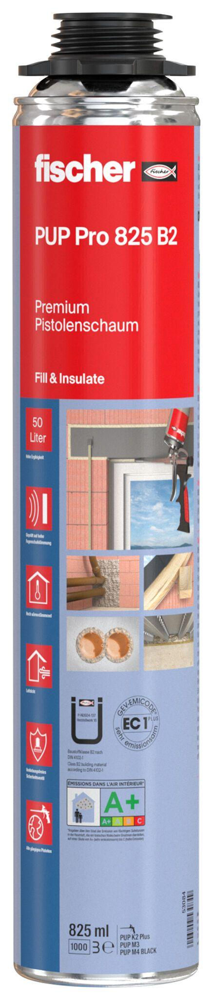 fischer
fischer
PUP Pro 825 B2
Premium
Pistolenschaum
Fill & Insulate
50
Liter
Hohe Ergibigkeit
Geprüft auf hohe
Fugenschalldämmung
Hoch wärmedämmend
Luftdicht
Verklebungsfreies
Sicherheitsventil
Alle gängigen Pistolen
fischer
P-NDS04-137
Herstellwerk 16
Baustoffklasse B2 nach
DIN 4102-1
Class B2 building material
according to DIN 4102-1
GEV-EMICODE®
EC 1 PLUS
sehr emissionsarm
ÉMISSIONS DANS L'AIR INTÉRIEUR*
A+
A+ A B C
*Angaben über den Grad der Emission von flüchtigen Substanzen
in der Raumluft, die ein toxisches Risiko beim Einatmen darstellen,
auf einer Skala von A+ (sehr emissionsarm) bis C (hohe Emission)
53084
825 ml
1000 3 e
PUP K2 Plus
PUP M3
PUP M4 BLACK